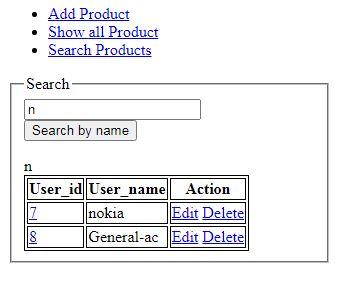 Add Product
Show all Product
Search Products
Search
n
Search by name
n
User_id User_name Action
7 nokia Edit Delete
8 General-ac Edit Delete